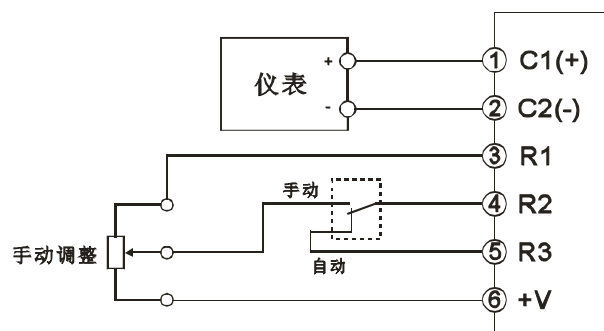 仪表
+
-
① C1(+)
② C2(-)
③ R1
手动
④ R2
手动调整
⑤ R3
自动
⑥ +V